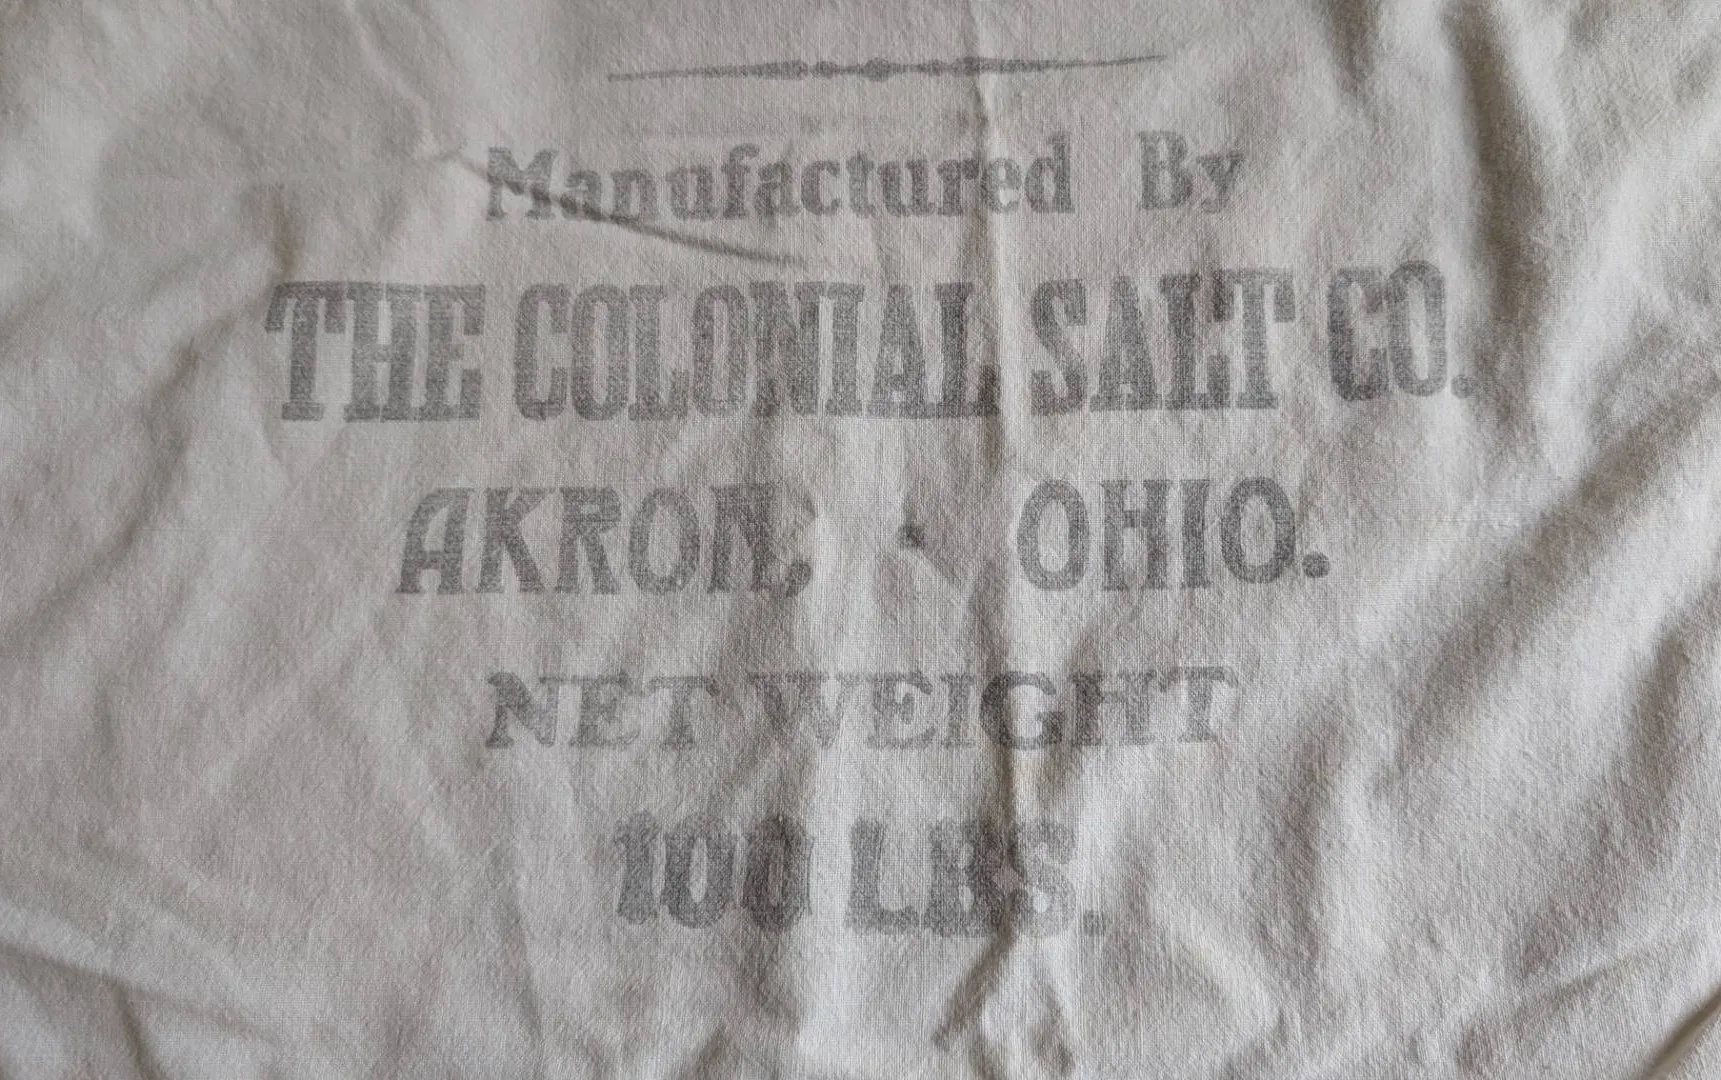 Manufactured By
THE COLONIAL SALT CO.
AKRON, OHIO.
NET WEIGHT
100 LBS.